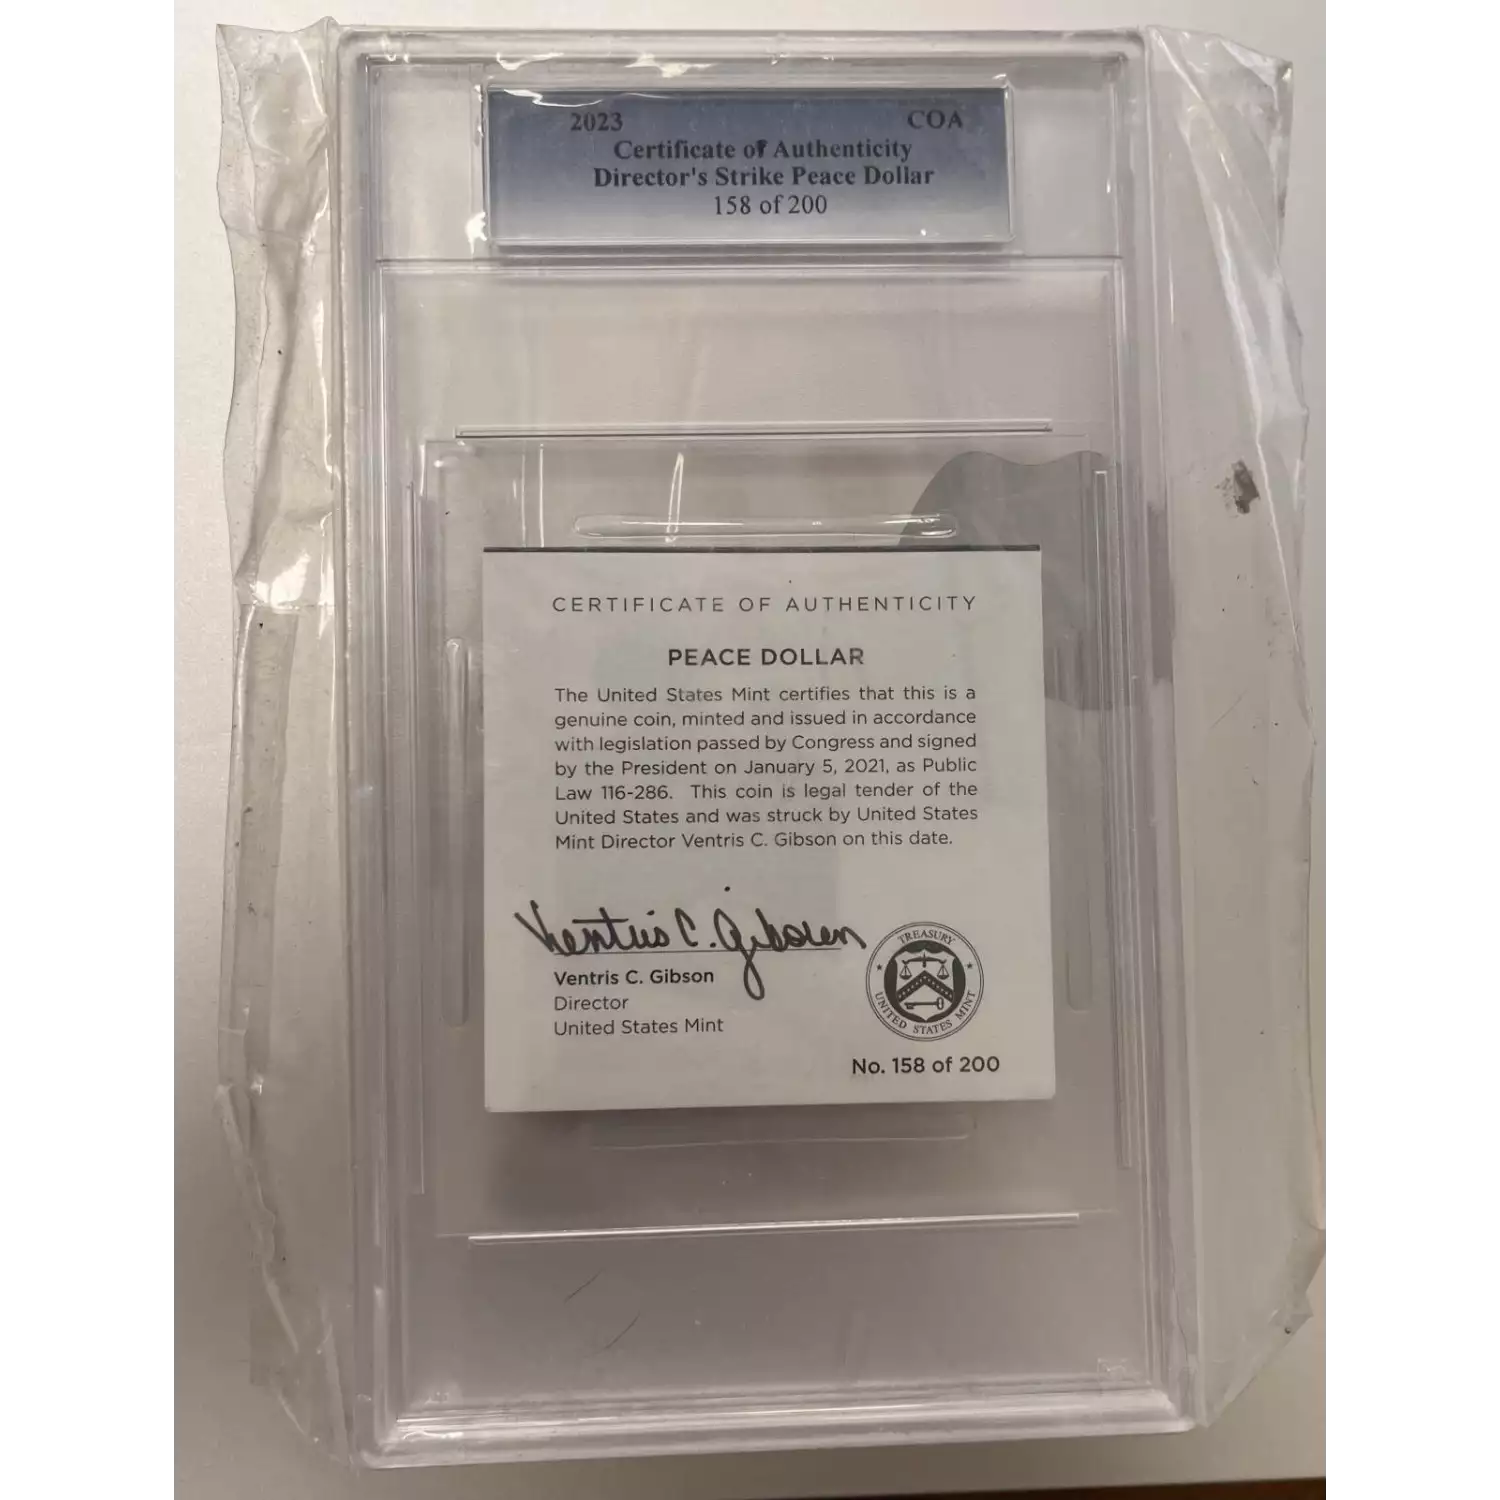 2023 COA
Certificate of Authenticity
Director's Strike Peace Dollar
158 of 200
CERTIFICATE OF AUTHENTICITY
PEACE DOLLAR
The United States Mint certifies that this is a
genuine coin, minted and issued in accordance
with legislation passed by Congress and signed
by the President on January 5, 2021, as Public
Law 116-286. This coin is legal tender of the
United States and was struck by United States
Mint Director Ventris C. Gibson on this date.
Ventris C. Gibson
Ventris C. Gibson
Director
United States Mint
TREASURY
UNITED STATES MINT
No. 158 of 200